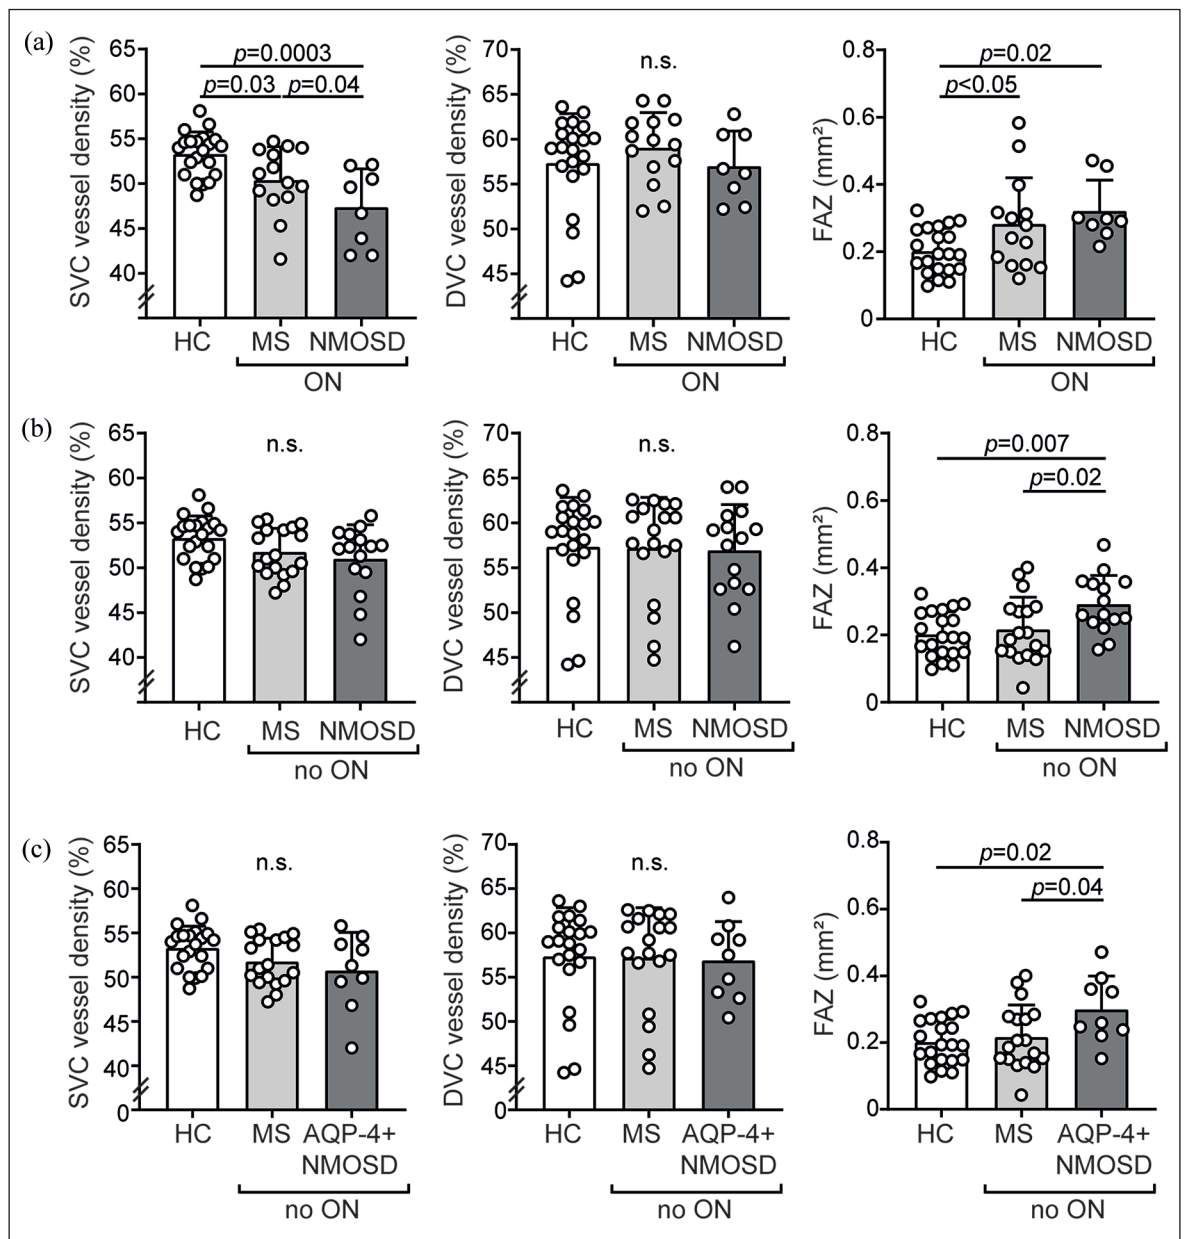 (a)
SVC vessel density (%)
65
60
55
50
45
40
p=0.0003
p=0.03
p=0.04
HC
MS
NMOSD
ON
DVC vessel density (%)
70
65
60
55
50
45
n.s.
HC
MS
NMOSD
ON
FAZ (mm²)
0.8
0.6
0.4
0.2
0
p=0.02
p<0.05
HC
MS
NMOSD
ON
(b)
SVC vessel density (%)
65
60
55
50
45
40
n.s.
HC
MS
NMOSD
no ON
DVC vessel density (%)
70
65
60
55
50
45
n.s.
HC
MS
NMOSD
no ON
FAZ (mm²)
0.8
0.6
0.4
0.2
0
p=0.007
p=0.02
HC
MS
NMOSD
no ON
(c)
SVC vessel density (%)
65
60
55
50
45
40
0
n.s.
HC
MS
AQP-4+
NMOSD
no ON
DVC vessel density (%)
70
65
60
55
50
45
0
n.s.
HC
MS
AQP-4+
NMOSD
no ON
FAZ (mm²)
0.8
0.6
0.4
0.2
0
p=0.02
p=0.04
HC
MS
AQP-4+
NMOSD
no ON